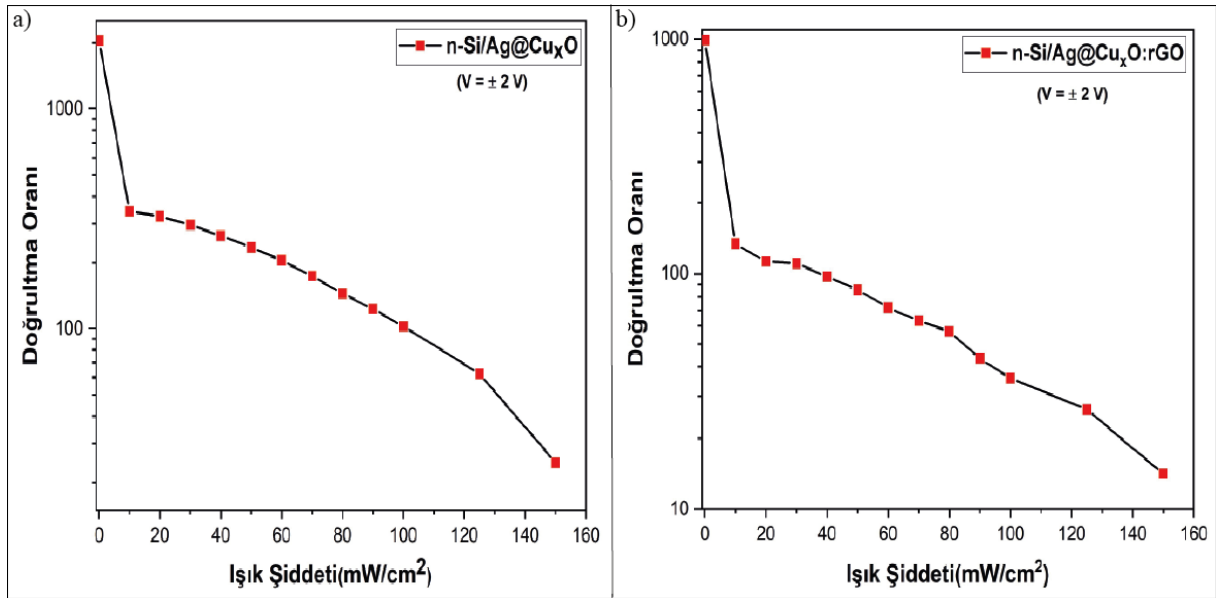 a)
n-Si/Ag@CuxO
(V = ± 2 V)
1000
100
Doğrultma Oranı
0 20 40 60 80 100 120 140 160
Işık Şiddeti(mW/cm²)
b)
n-Si/Ag@CuxO:rGO
(V = ± 2 V)
1000
100
10
Doğrultma Oranı
0 20 40 60 80 100 120 140 160
Işık Şiddeti(mW/cm²)